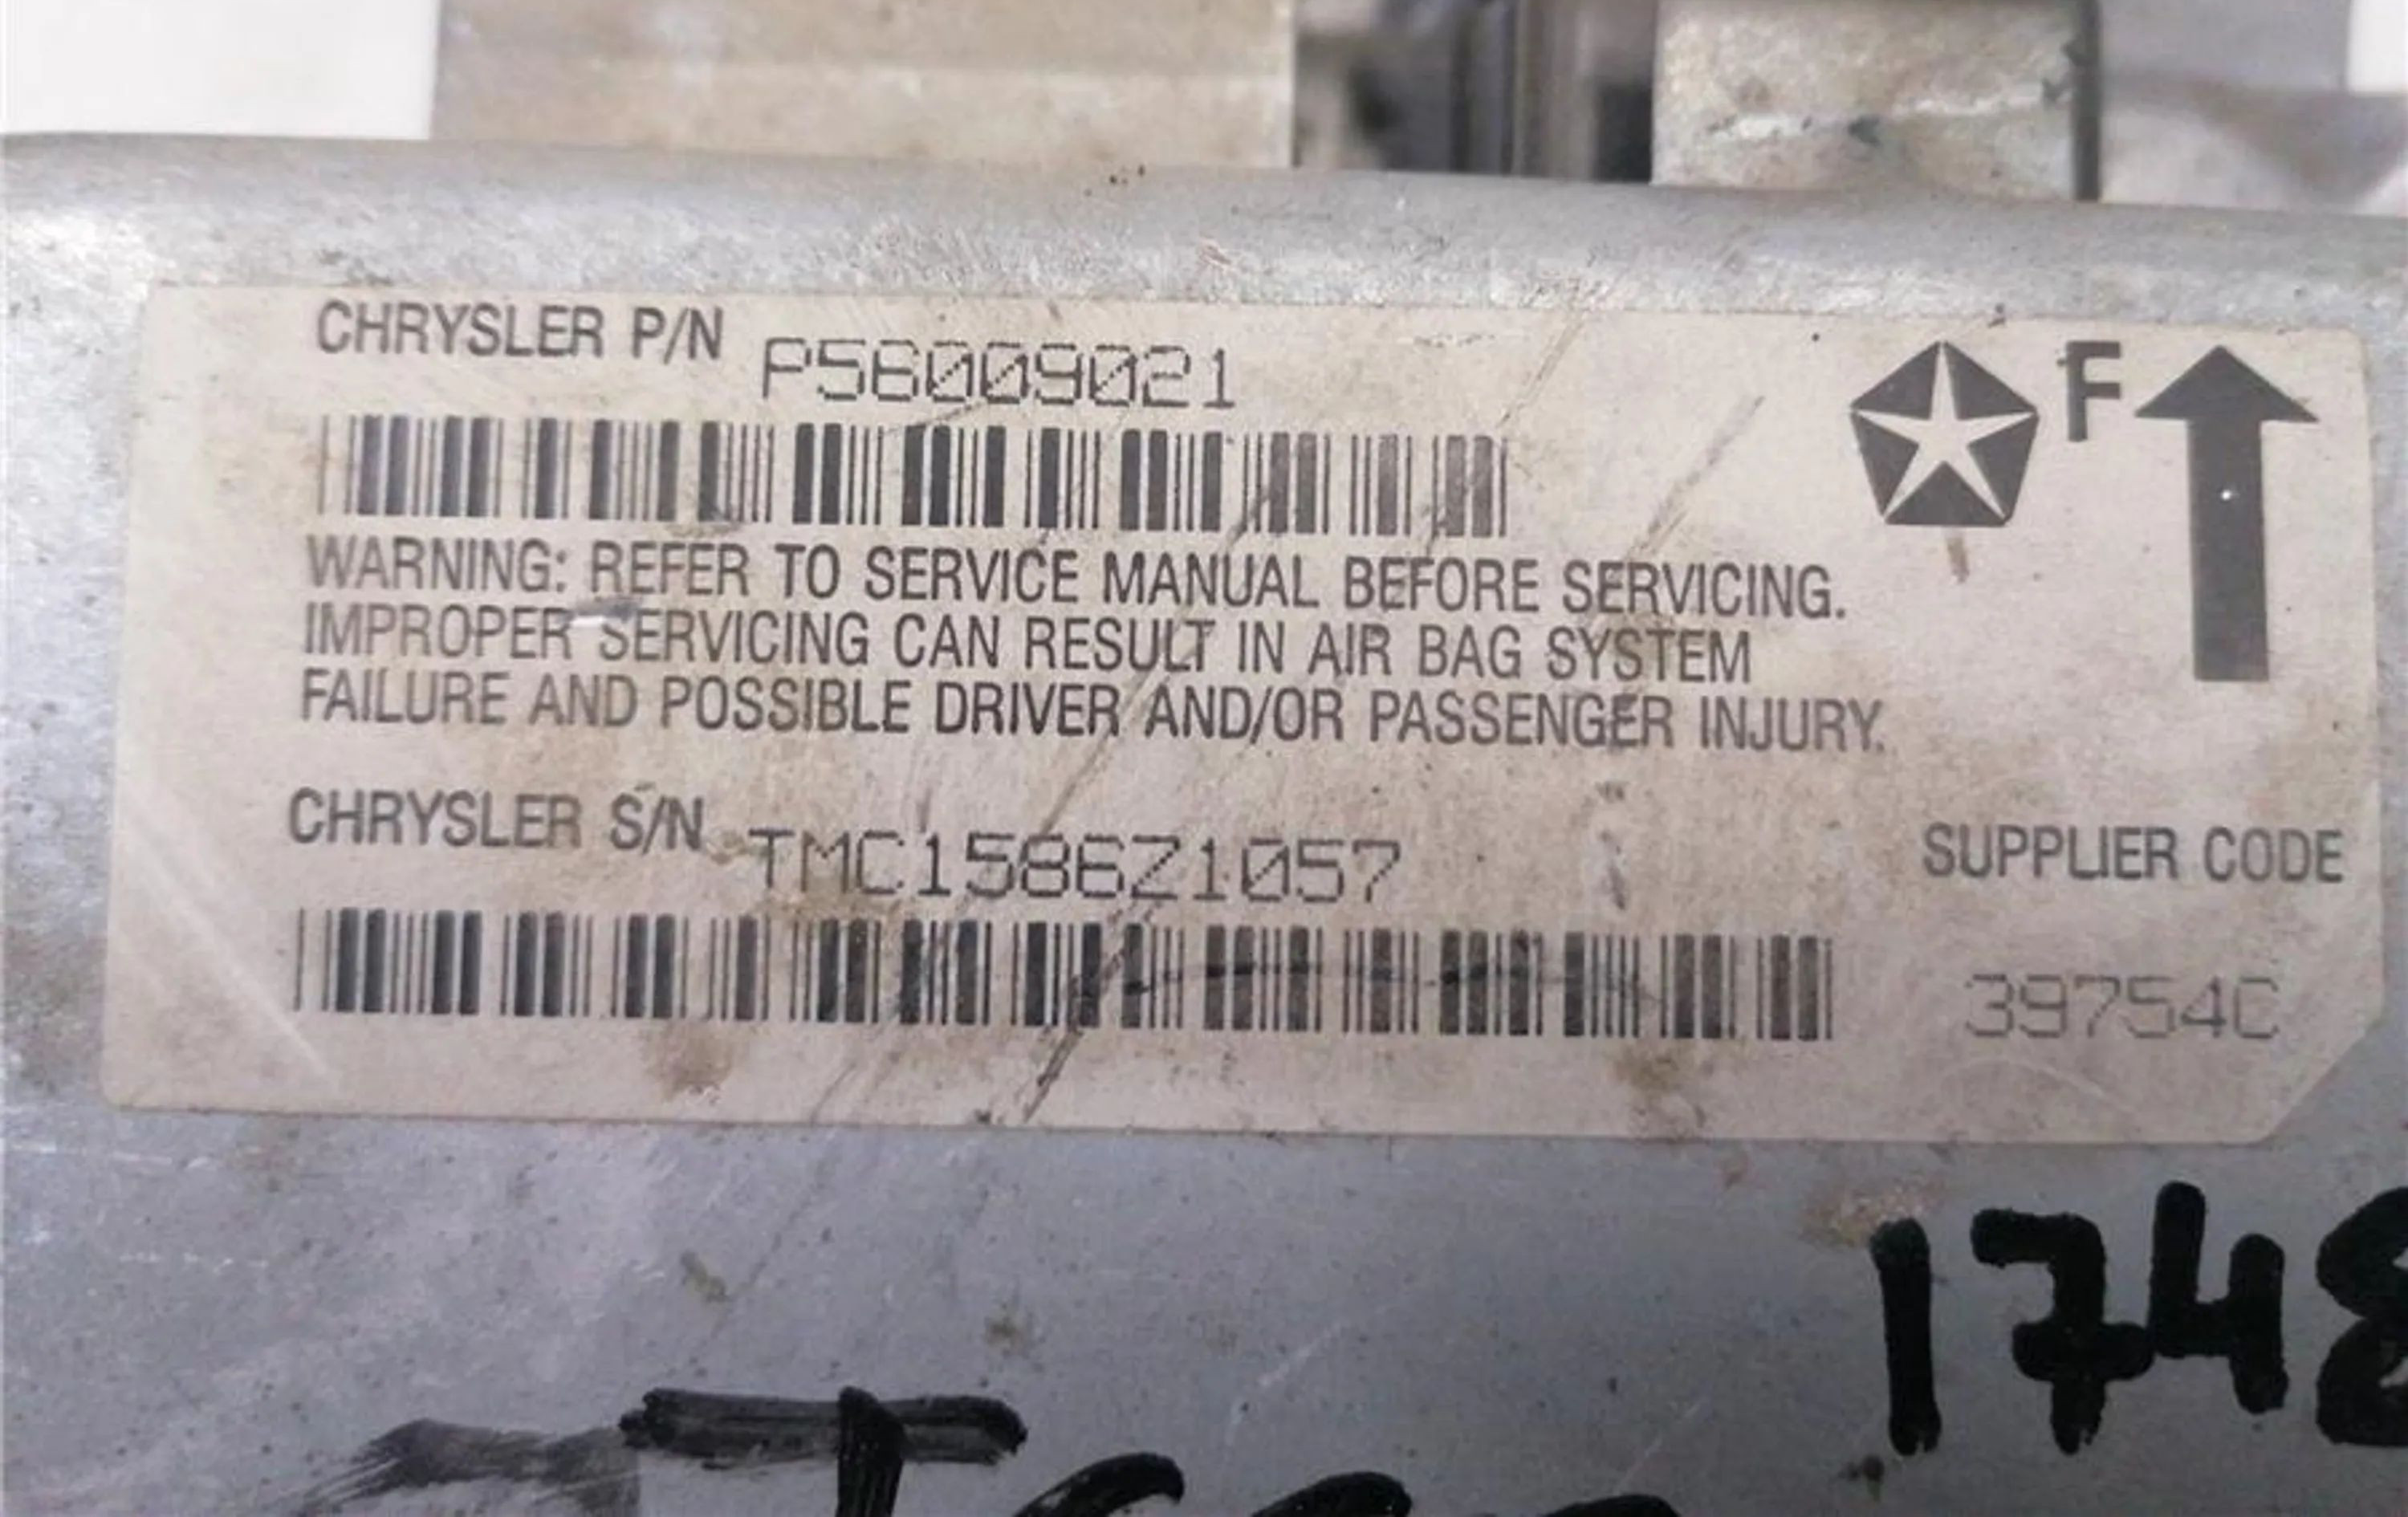 CHRYSLER P/N P56009021
F
WARNING: REFER TO SERVICE MANUAL BEFORE SERVICING.
IMPROPER SERVICING CAN RESULT IN AIR BAG SYSTEM
FAILURE AND POSSIBLE DRIVER AND/OR PASSENGER INJURY.
CHRYSLER S/N TMC1586Z1057
SUPPLIER CODE
39754C
1748